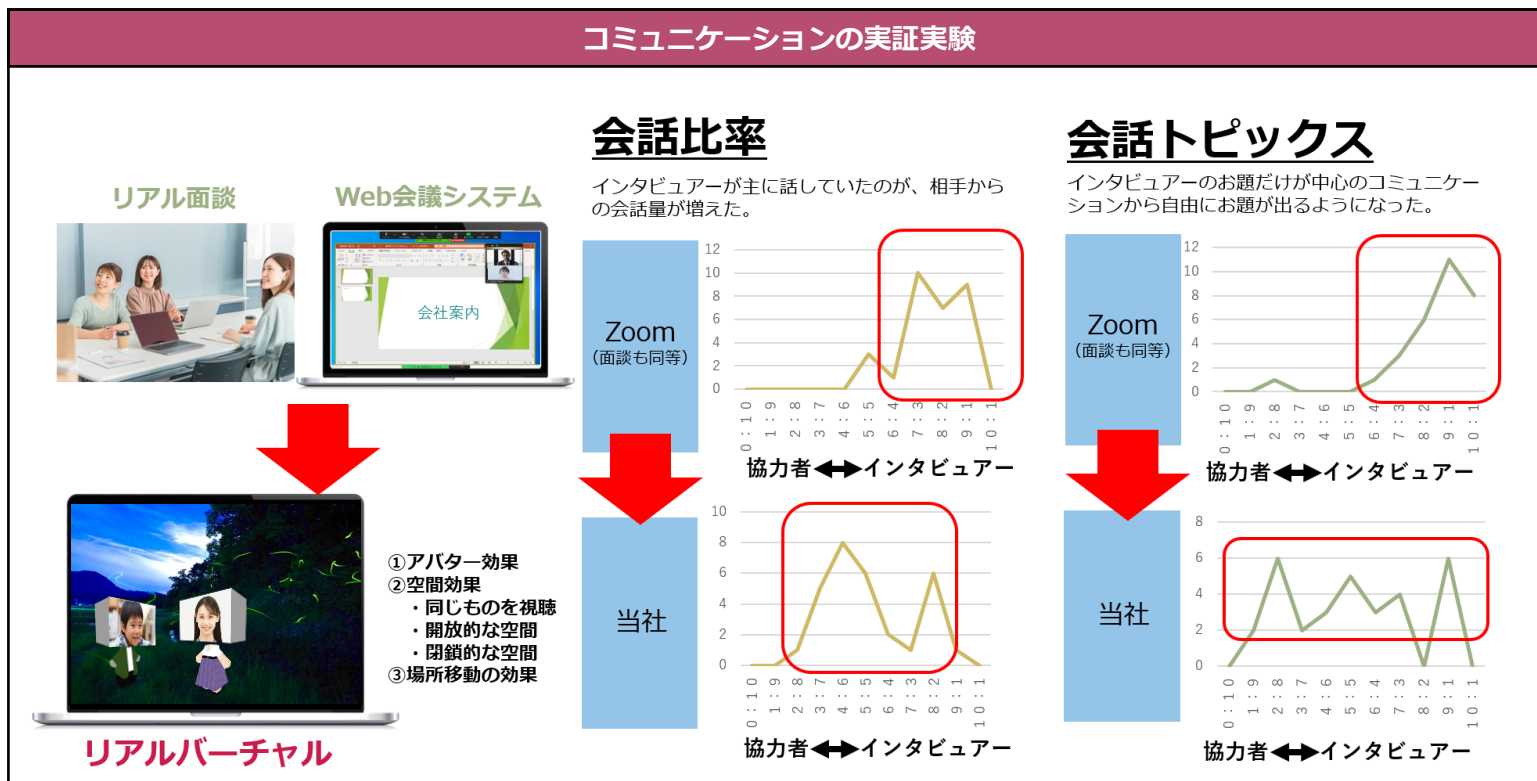 コミュニケーションの実証実験
リアル面談
Web会議システム
会社案内
①アバター効果
②空間効果
・同じものを視聴
・開放的な空間
・閉鎖的な空間
③場所移動の効果
リアルバーチャル
会話比率
インタビュアーが主に話していたのが、相手から
の会話量が増えた。
Zoom
（面談も同等）
12
10
8
6
4
2
0
0：10
1：9
2：8
3：7
4：6
5：5
6：4
7：3
8：2
9：1
10：1
協力者⇔インタビュアー
当社
10
8
6
4
2
0
0：10
1：9
2：8
3：7
4：6
5：5
6：4
7：3
8：2
9：1
10：1
協力者⇔インタビュアー
会話トピックス
インタビュアーのお題だけが中心のコミュニケー
ションから自由にお題が出るようになった。
Zoom
（面談も同等）
12
10
8
6
4
2
0
0：10
1：9
2：8
3：7
4：6
5：5
6：4
7：3
8：2
9：1
10：1
協力者⇔インタビュアー
当社
8
6
4
2
0
0：10
1：9
2：8
3：7
4：6
5：5
6：4
7：3
8：2
9：1
10：1
協力者⇔インタビュアー